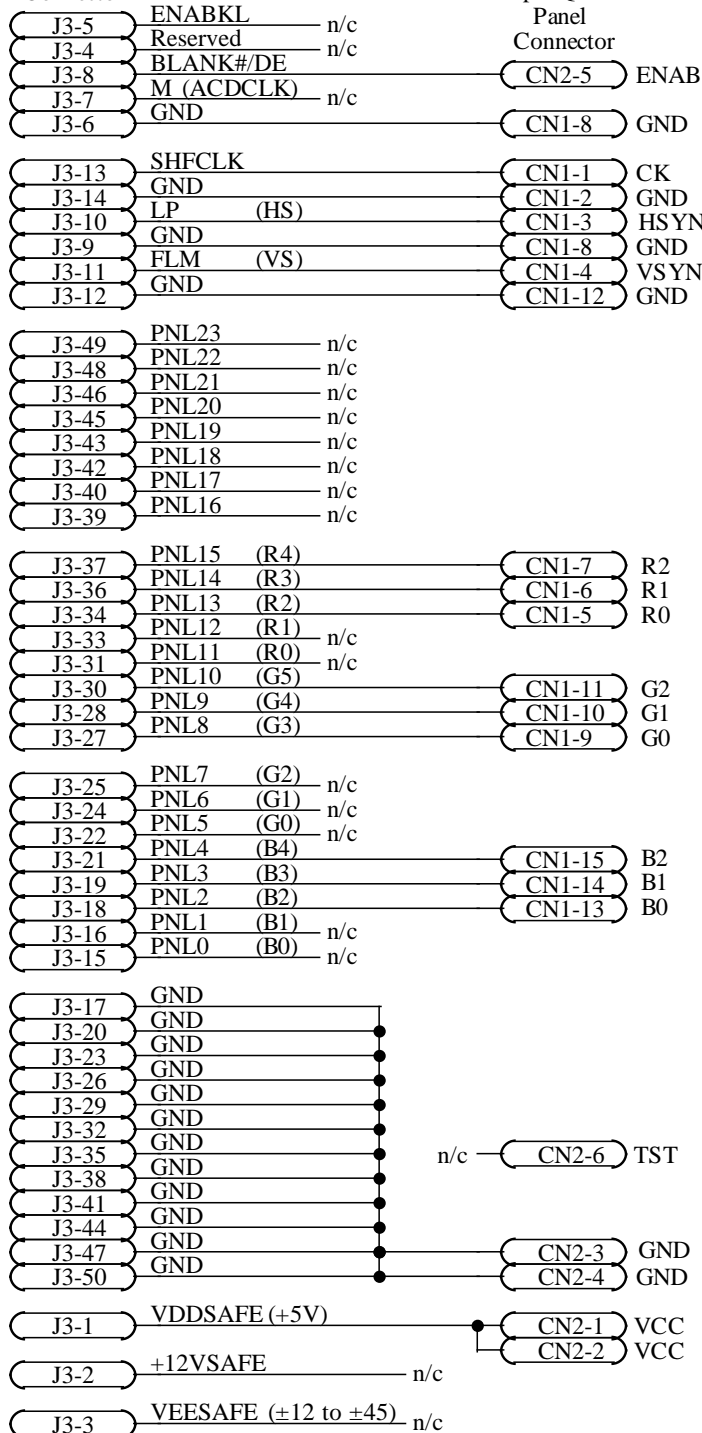 Panel
Connector
J3-5 ENABKL n/c
J3-4 Reserved n/c
J3-8 BLANK#/DE CN2-5 ENAB
J3-7 M (ACDCLK) n/c
J3-6 GND CN1-8 GND
J3-13 SHFCLK CN1-1 CK
J3-14 GND CN1-2 GND
J3-10 LP (HS) CN1-3 HSYN
J3-9 GND CN1-8 GND
J3-11 FLM (VS) CN1-4 VSYN
J3-12 GND CN1-12 GND
J3-49 PNL23 n/c
J3-48 PNL22 n/c
J3-46 PNL21 n/c
J3-45 PNL20 n/c
J3-43 PNL19 n/c
J3-42 PNL18 n/c
J3-40 PNL17 n/c
J3-39 PNL16 n/c
J3-37 PNL15 (R4) CN1-7 R2
J3-36 PNL14 (R3) CN1-6 R1
J3-34 PNL13 (R2) CN1-5 R0
J3-33 PNL12 (R1) n/c
J3-31 PNL11 (R0) n/c
J3-30 PNL10 (G5) CN1-11 G2
J3-28 PNL9 (G4) CN1-10 G1
J3-27 PNL8 (G3) CN1-9 G0
J3-25 PNL7 (G2) n/c
J3-24 PNL6 (G1) n/c
J3-22 PNL5 (G0) n/c
J3-21 PNL4 (B4) CN1-15 B2
J3-19 PNL3 (B3) CN1-14 B1
J3-18 PNL2 (B2) CN1-13 B0
J3-16 PNL1 (B1) n/c
J3-15 PNL0 (B0) n/c
J3-17 GND
J3-20 GND
J3-23 GND
J3-26 GND
J3-29 GND
J3-32 GND
J3-35 GND n/c CN2-6 TST
J3-38 GND
J3-41 GND
J3-44 GND
J3-47 GND CN2-3 GND
J3-50 GND CN2-4 GND
J3-1 VDDSAFE (+5V) CN2-1 VCC
CN2-2 VCC
J3-2 +12VSAFE n/c
J3-3 VEESAFE (±12 to ±45) n/c